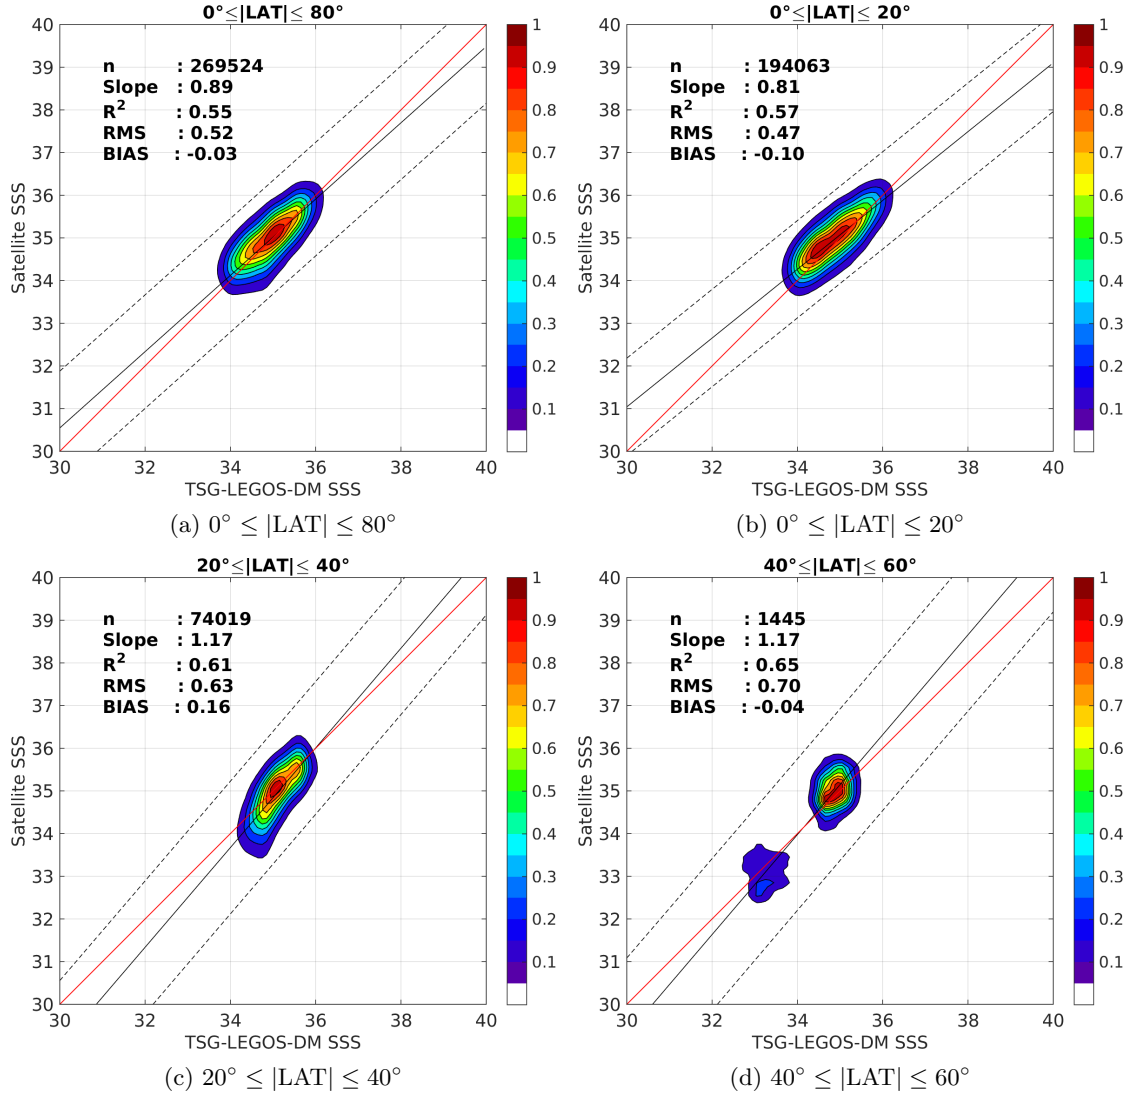 0°≤|LAT|≤ 80°
n : 269524
Slope : 0.89
R² : 0.55
RMS : 0.52
BIAS : -0.03
Satellite SSS
40
39
38
37
36
35
34
33
32
31
30
30 32 34 36 38 40
TSG-LEGOS-DM SSS
1
0.9
0.8
0.7
0.6
0.5
0.4
0.3
0.2
0.1
(a) 0° ≤ |LAT| ≤ 80°
0°≤|LAT|≤ 20°
n : 194063
Slope : 0.81
R² : 0.57
RMS : 0.47
BIAS : -0.10
Satellite SSS
40
39
38
37
36
35
34
33
32
31
30
30 32 34 36 38 40
TSG-LEGOS-DM SSS
1
0.9
0.8
0.7
0.6
0.5
0.4
0.3
0.2
0.1
(b) 0° ≤ |LAT| ≤ 20°
20°≤|LAT|≤ 40°
n : 74019
Slope : 1.17
R² : 0.61
RMS : 0.63
BIAS : 0.16
Satellite SSS
40
39
38
37
36
35
34
33
32
31
30
30 32 34 36 38 40
TSG-LEGOS-DM SSS
1
0.9
0.8
0.7
0.6
0.5
0.4
0.3
0.2
0.1
(c) 20° ≤ |LAT| ≤ 40°
40°≤|LAT|≤ 60°
n : 1445
Slope : 1.17
R² : 0.65
RMS : 0.70
BIAS : -0.04
Satellite SSS
40
39
38
37
36
35
34
33
32
31
30
30 32 34 36 38 40
TSG-LEGOS-DM SSS
1
0.9
0.8
0.7
0.6
0.5
0.4
0.3
0.2
0.1
(d) 40° ≤ |LAT| ≤ 60°